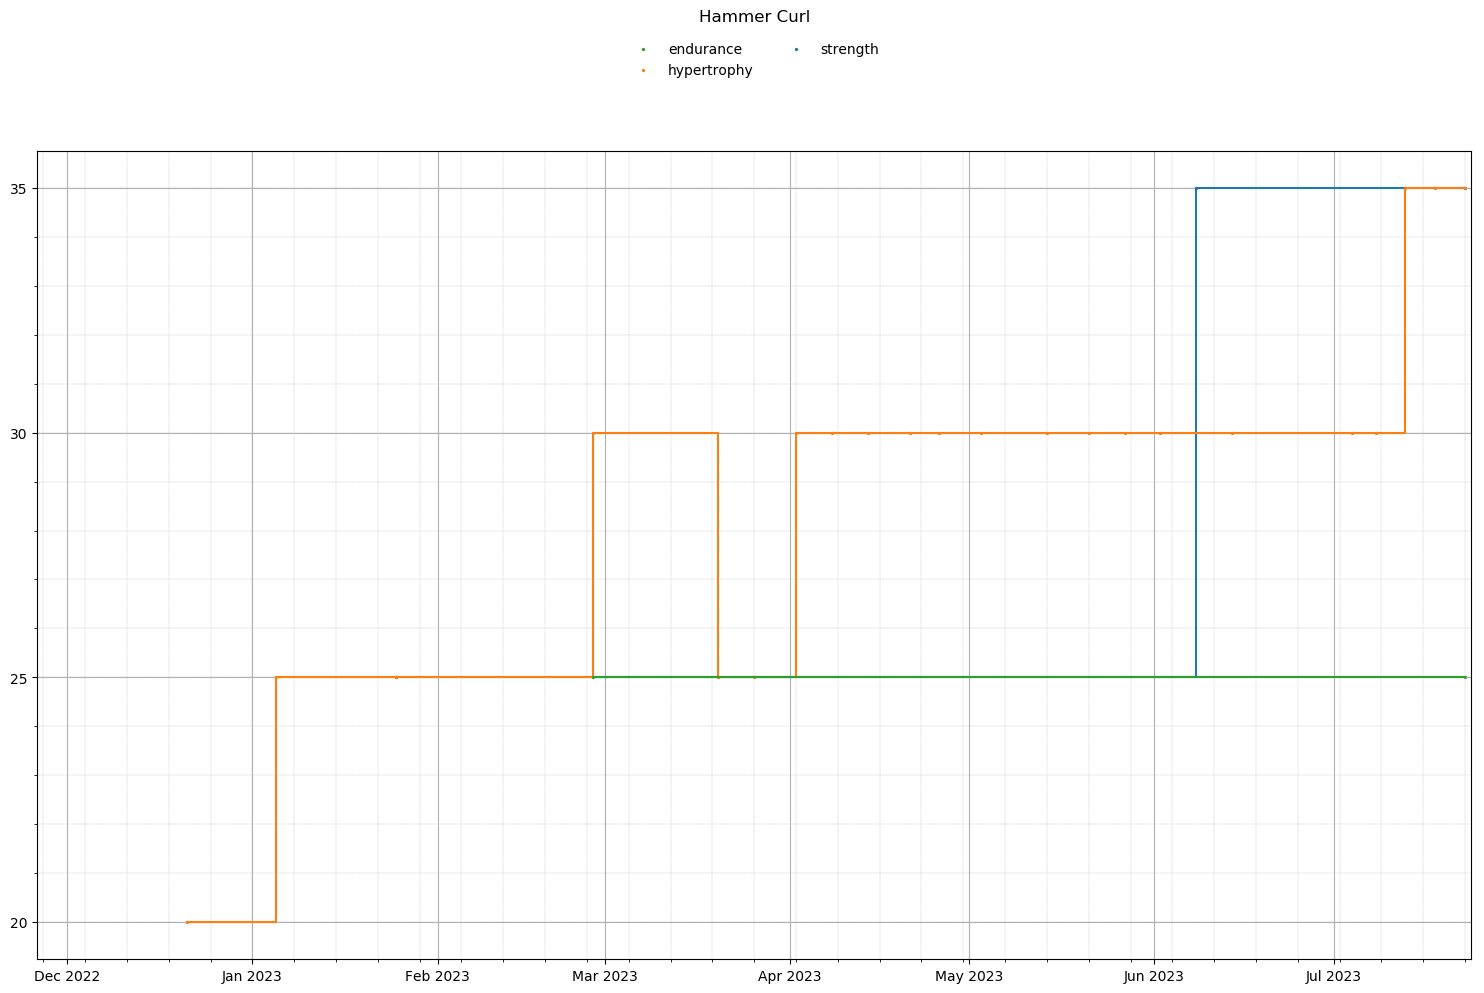 Hammer Curl
endurance
hypertrophy
strength
35
30
25
20
Dec 2022
Jan 2023
Feb 2023
Mar 2023
Apr 2023
May 2023
Jun 2023
Jul 2023